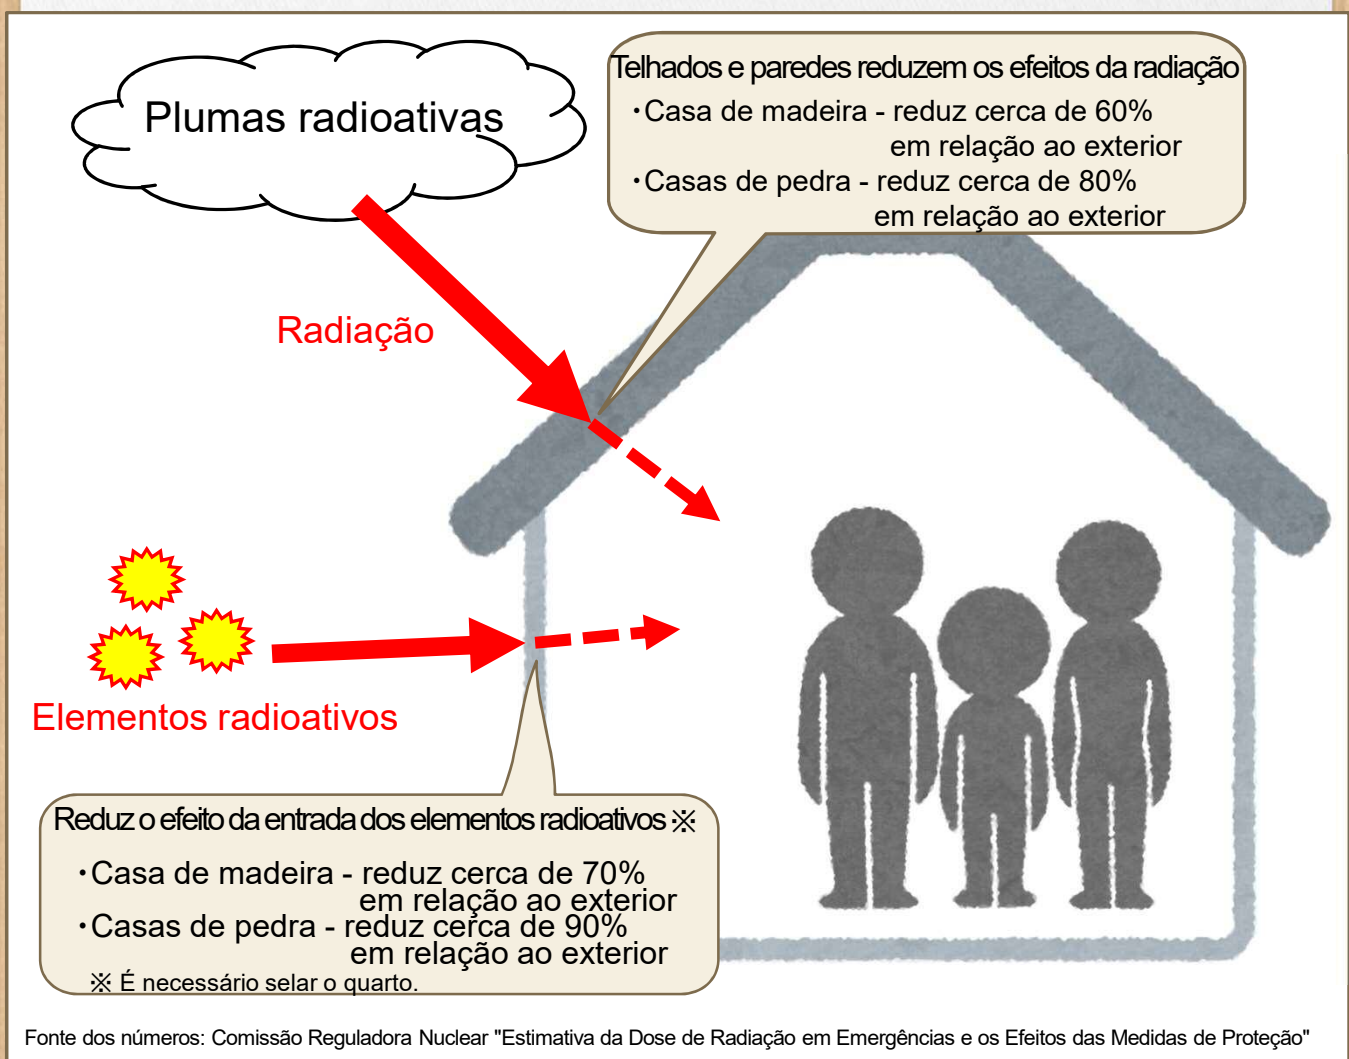 Plumas radioativas
Telhados e paredes reduzem os efeitos da radiação
・Casa de madeira - reduz cerca de 60%
em relação ao exterior
・Casas de pedra - reduz cerca de 80%
em relação ao exterior
Radiação
Elementos radioativos
Reduz o efeito da entrada dos elementos radioativos ※
・Casa de madeira - reduz cerca de 70%
em relação ao exterior
・Casas de pedra - reduz cerca de 90%
em relação ao exterior
※ É necessário selar o quarto.
Fonte dos números: Comissão Reguladora Nuclear "Estimativa da Dose de Radiação em Emergências e os Efeitos das Medidas de Proteção"